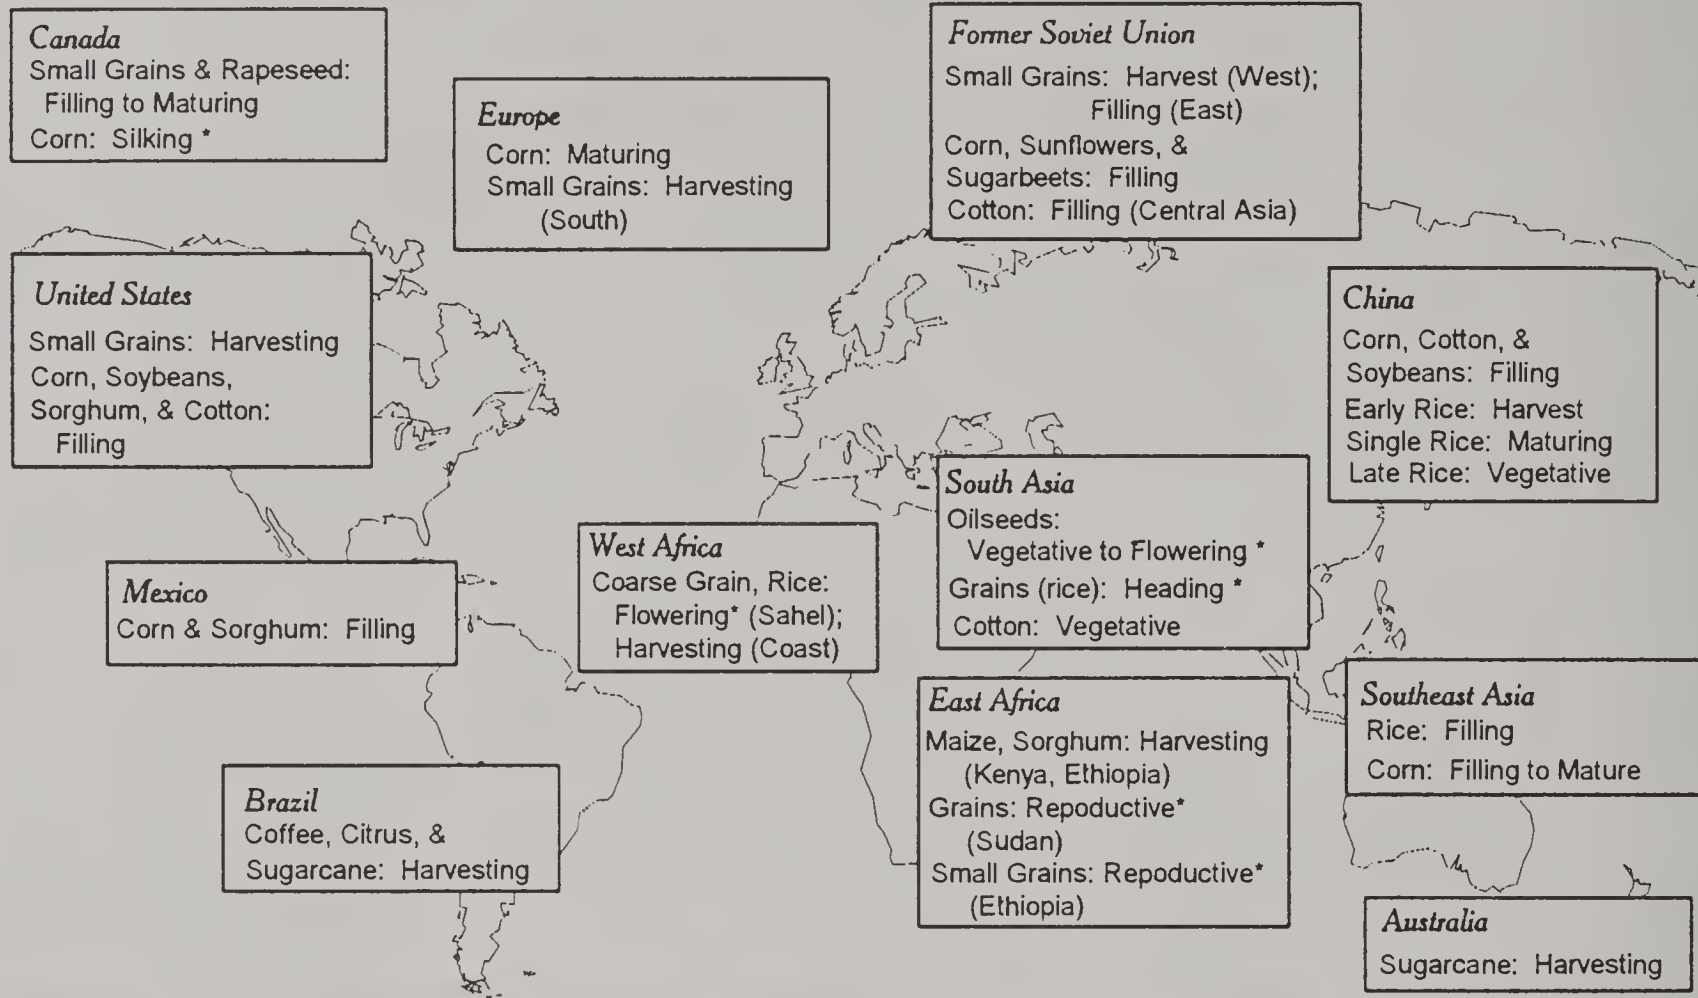 Canada
Small Grains & Rapeseed:
Filling to Maturing
Corn: Silking *
Europe
Corn: Maturing
Small Grains: Harvesting
(South)
Former Soviet Union
Small Grains: Harvest (West);
Filling (East)
Corn, Sunflowers, &
Sugarbeets: Filling
Cotton: Filling (Central Asia)
United States
Small Grains: Harvesting
Corn, Soybeans,
Sorghum, & Cotton:
Filling
China
Corn, Cotton, &
Soybeans: Filling
Early Rice: Harvest
Single Rice: Maturing
Late Rice: Vegetative
South Asia
Oilseeds:
Vegetative to Flowering *
Grains (rice): Heading *
Cotton: Vegetative
West Africa
Coarse Grain, Rice:
Flowering* (Sahel);
Harvesting (Coast)
Mexico
Corn & Sorghum: Filling
East Africa
Maize, Sorghum: Harvesting
(Kenya, Ethiopia)
Grains: Repoductive*
(Sudan)
Small Grains: Repoductive*
(Ethiopia)
Southeast Asia
Rice: Filling
Corn: Filling to Mature
Brazil
Coffee, Citrus, &
Sugarcane: Harvesting
Australia
Sugarcane: Harvesting